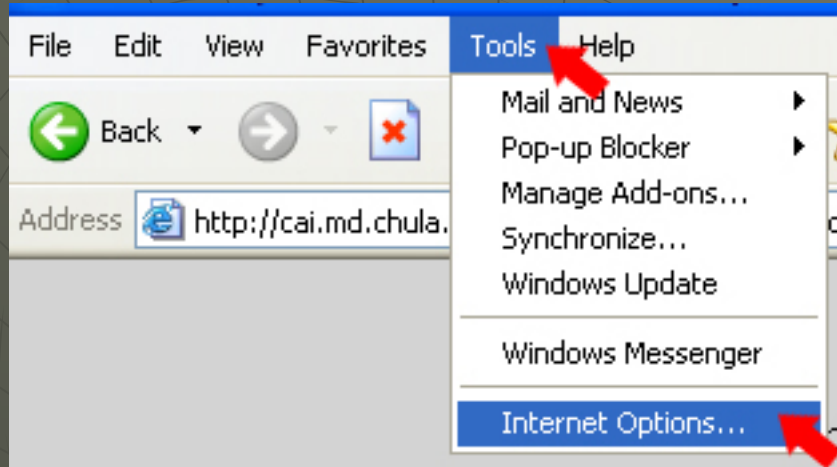 File Edit View Favorites Tools Help
Back
Address http://cai.md.chula.
Mail and News
Pop-up Blocker
Manage Add-ons...
Synchronize...
Windows Update
Windows Messenger
Internet Options...